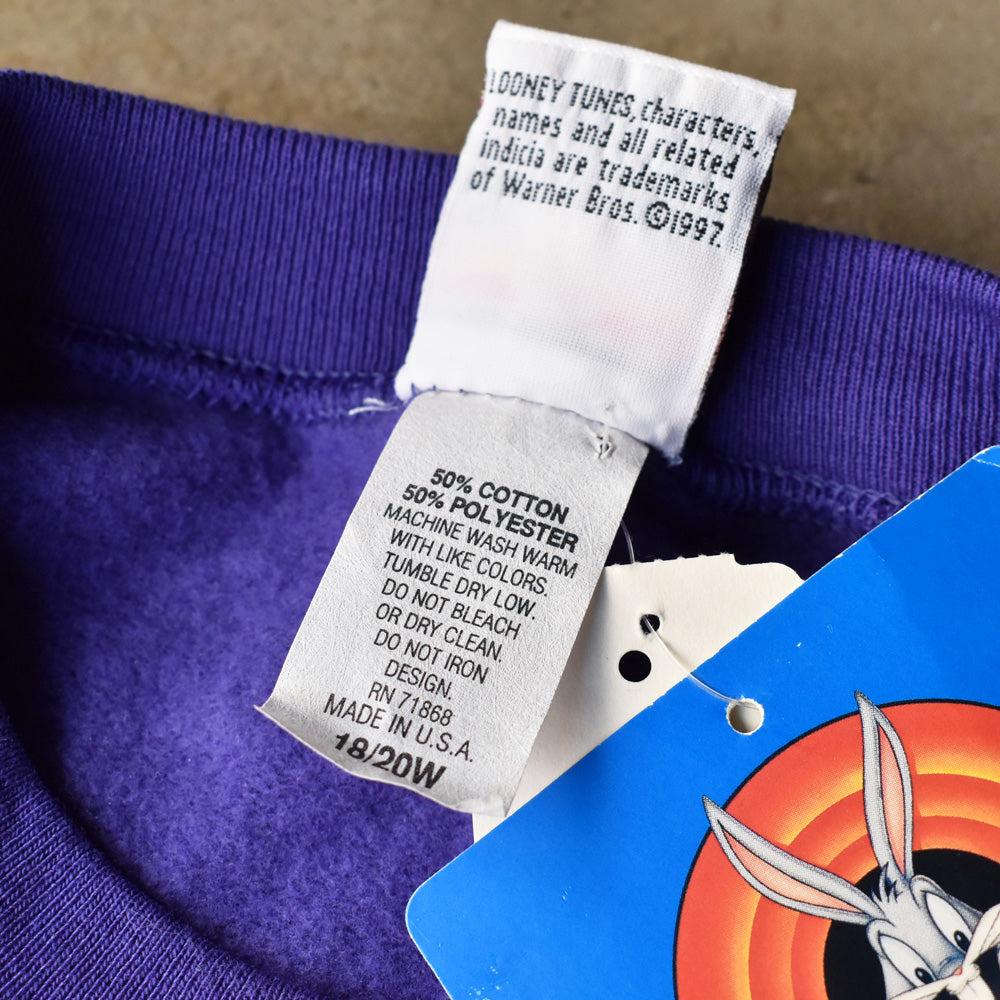 LOONEY TUNES, characters,
names and all related
indicia are trademarks
of Warner Bros. ©1997.
50% COTTON
50% POLYESTER
MACHINE WASH WARM
WITH LIKE COLORS.
TUMBLE DRY LOW.
DO NOT BLEACH
OR DRY CLEAN.
DO NOT IRON
DESIGN.
RN 71868
MADE IN U.S.A.
18/20W